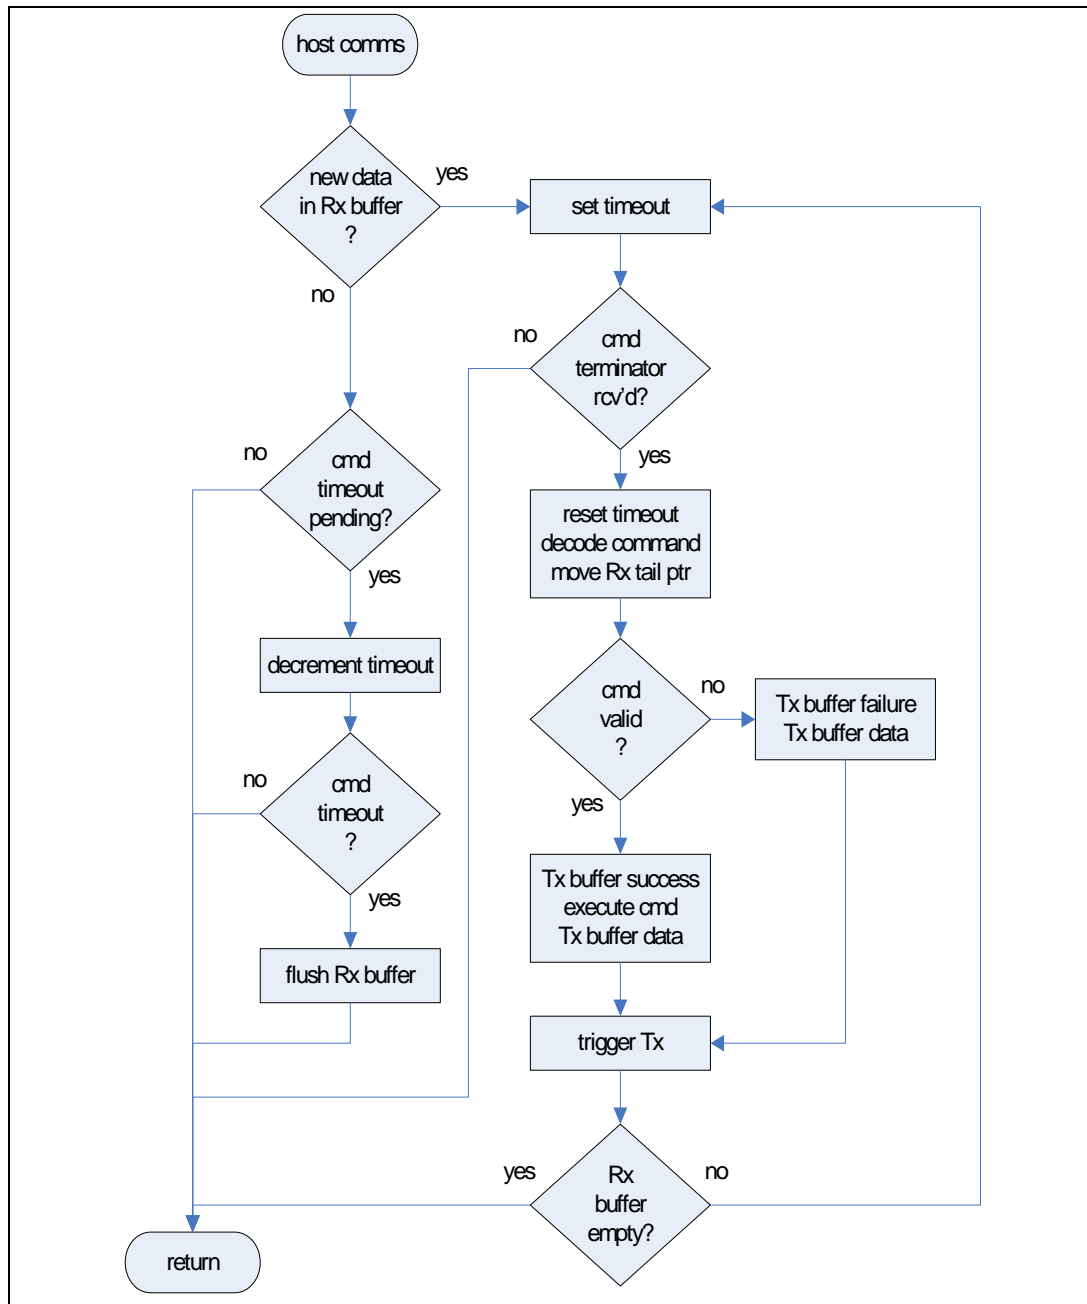 host comms
new data
in Rx buffer
?
yes
no
set timeout
cmd
terminator
rcv'd?
no
yes
cmd
timeout
pending?
no
yes
reset timeout
decode command
move Rx tail ptr
decrement timeout
cmd
valid
?
no
yes
Tx buffer failure
Tx buffer data
cmd
timeout
?
no
yes
Tx buffer success
execute cmd
Tx buffer data
flush Rx buffer
trigger Tx
Rx
buffer
empty?
yes
no
return